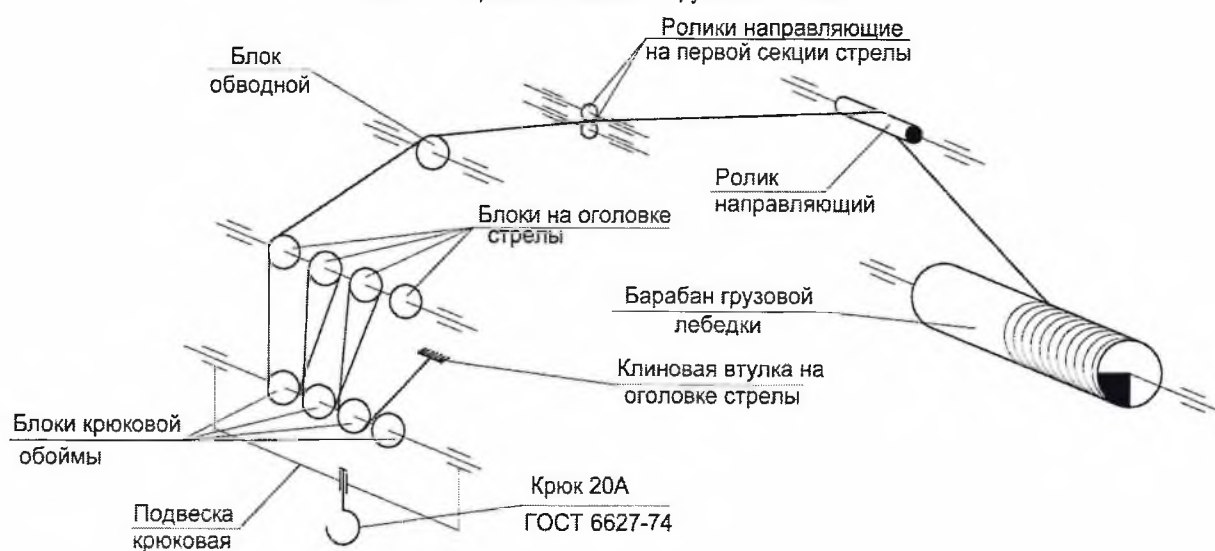 Ролики направляющие
на первой секции стрелы
Блок
обводной
Ролик
направляющий
Блоки на оголовке
стрелы
Барабан грузовой
лебедки
Клиновая втулка на
оголовке стрелы
Блоки крюковой
обоймы
Крюк 20А
ГОСТ 6627-74
Подвеска
крюковая